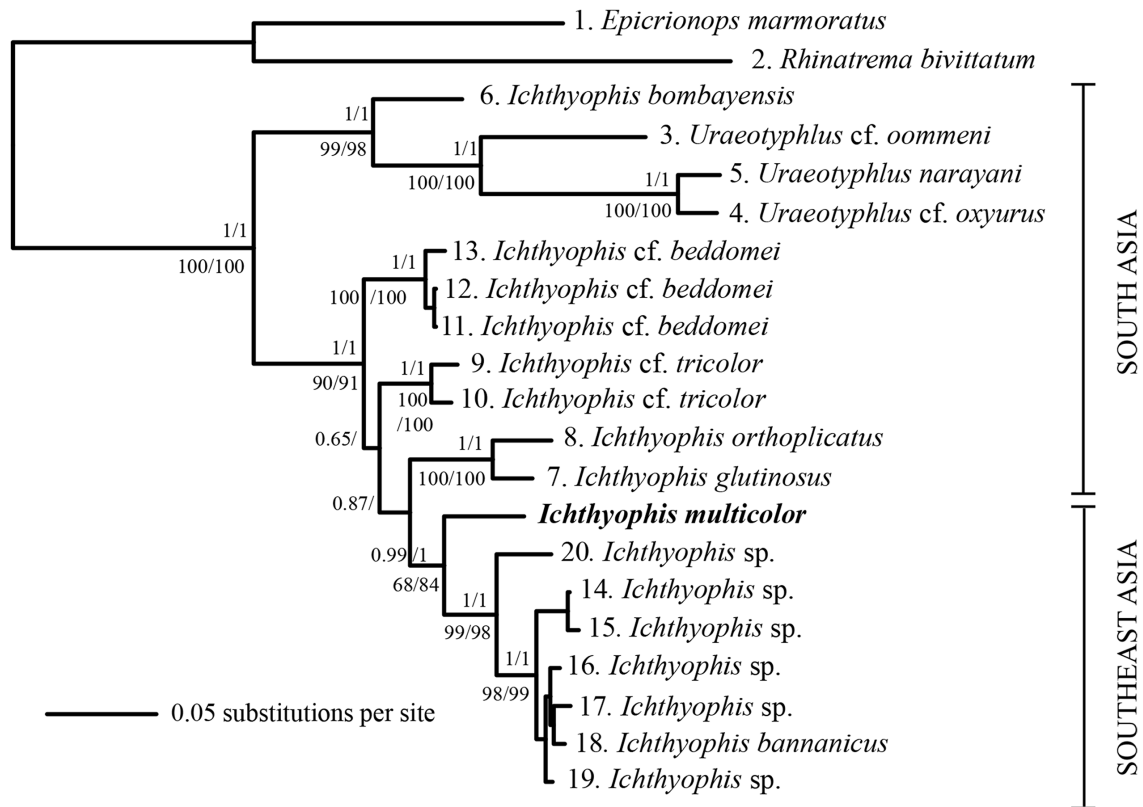 1. Epicrionops marmoratus
2. Rhinatrema bivittatum
6. Ichthyophis bombayensis
1/1
99/98
3. Uraeotyphlus cf. oommeni
1/1
100/100
5. Uraeotyphlus narayani
1/1
100/100
4. Uraeotyphlus cf. oxyurus
1/1
100/100
13. Ichthyophis cf. beddomei
1/1
100 /100
12. Ichthyophis cf. beddomei
11. Ichthyophis cf. beddomei
1/1
90/91
9. Ichthyophis cf. tricolor
1/1
100
/100
10. Ichthyophis cf. tricolor
0.65/
8. Ichthyophis orthoplicatus
1/1
100/100
7. Ichthyophis glutinosus
0.87/
Ichthyophis multicolor
0.99/1
68/84
20. Ichthyophis sp.
1/1
99/98
14. Ichthyophis sp.
15. Ichthyophis sp.
1/1
98/99
16. Ichthyophis sp.
17. Ichthyophis sp.
18. Ichthyophis bannanicus
19. Ichthyophis sp.
0.05 substitutions per site
SOUTH ASIA
SOUTHEAST ASIA